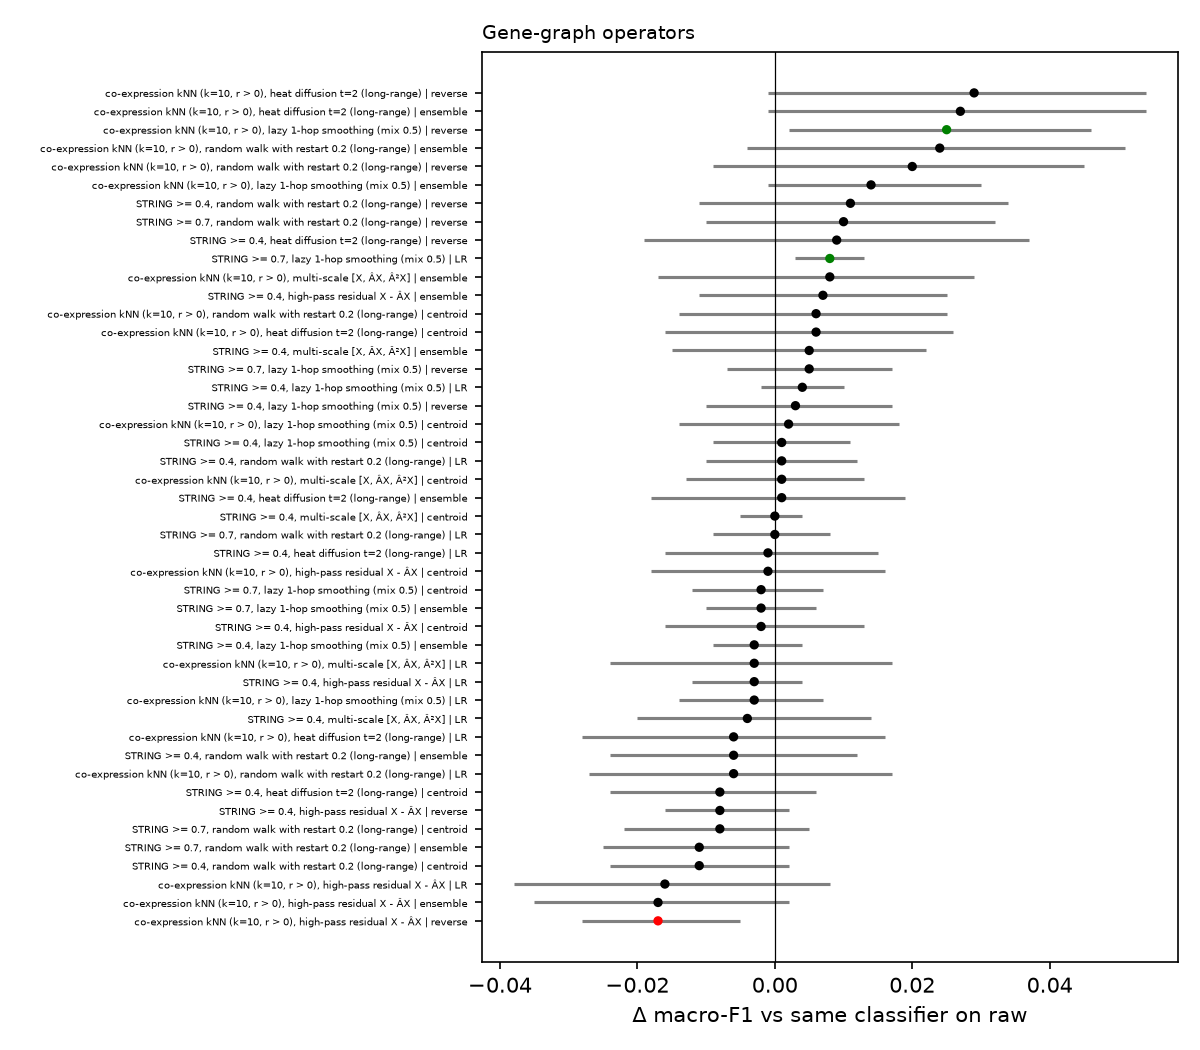 Gene-graph operators
co-expression kNN (k=10, r > 0), heat diffusion t=2 (long-range) | reverse
co-expression kNN (k=10, r > 0), heat diffusion t=2 (long-range) | ensemble
co-expression kNN (k=10, r > 0), lazy 1-hop smoothing (mix 0.5) | reverse
co-expression kNN (k=10, r > 0), random walk with restart 0.2 (long-range) | ensemble
co-expression kNN (k=10, r > 0), random walk with restart 0.2 (long-range) | reverse
co-expression kNN (k=10, r > 0), lazy 1-hop smoothing (mix 0.5) | ensemble
STRING >= 0.4, random walk with restart 0.2 (long-range) | reverse
STRING >= 0.7, random walk with restart 0.2 (long-range) | reverse
STRING >= 0.4, heat diffusion t=2 (long-range) | reverse
STRING >= 0.7, lazy 1-hop smoothing (mix 0.5) | LR
co-expression kNN (k=10, r > 0), multi-scale [X, ÂX, Â²X] | ensemble
STRING >= 0.4, high-pass residual X - ÂX | ensemble
co-expression kNN (k=10, r > 0), random walk with restart 0.2 (long-range) | centroid
co-expression kNN (k=10, r > 0), heat diffusion t=2 (long-range) | centroid
STRING >= 0.4, multi-scale [X, ÂX, Â²X] | ensemble
STRING >= 0.7, lazy 1-hop smoothing (mix 0.5) | reverse
STRING >= 0.4, lazy 1-hop smoothing (mix 0.5) | LR
STRING >= 0.4, lazy 1-hop smoothing (mix 0.5) | reverse
co-expression kNN (k=10, r > 0), lazy 1-hop smoothing (mix 0.5) | centroid
STRING >= 0.4, lazy 1-hop smoothing (mix 0.5) | centroid
STRING >= 0.4, random walk with restart 0.2 (long-range) | LR
co-expression kNN (k=10, r > 0), multi-scale [X, ÂX, Â²X] | centroid
STRING >= 0.4, heat diffusion t=2 (long-range) | ensemble
STRING >= 0.4, multi-scale [X, ÂX, Â²X] | centroid
STRING >= 0.7, random walk with restart 0.2 (long-range) | LR
STRING >= 0.4, heat diffusion t=2 (long-range) | LR
co-expression kNN (k=10, r > 0), high-pass residual X - ÂX | centroid
STRING >= 0.7, lazy 1-hop smoothing (mix 0.5) | centroid
STRING >= 0.7, lazy 1-hop smoothing (mix 0.5) | ensemble
STRING >= 0.4, high-pass residual X - ÂX | centroid
STRING >= 0.4, lazy 1-hop smoothing (mix 0.5) | ensemble
co-expression kNN (k=10, r > 0), multi-scale [X, ÂX, Â²X] | LR
STRING >= 0.4, high-pass residual X - ÂX | LR
co-expression kNN (k=10, r > 0), lazy 1-hop smoothing (mix 0.5) | LR
STRING >= 0.4, multi-scale [X, ÂX, Â²X] | LR
co-expression kNN (k=10, r > 0), heat diffusion t=2 (long-range) | LR
STRING >= 0.4, random walk with restart 0.2 (long-range) | ensemble
co-expression kNN (k=10, r > 0), random walk with restart 0.2 (long-range) | LR
STRING >= 0.4, heat diffusion t=2 (long-range) | centroid
STRING >= 0.4, high-pass residual X - ÂX | reverse
STRING >= 0.7, random walk with restart 0.2 (long-range) | centroid
STRING >= 0.7, random walk with restart 0.2 (long-range) | ensemble
STRING >= 0.4, random walk with restart 0.2 (long-range) | centroid
co-expression kNN (k=10, r > 0), high-pass residual X - ÂX | LR
co-expression kNN (k=10, r > 0), high-pass residual X - ÂX | ensemble
co-expression kNN (k=10, r > 0), high-pass residual X - ÂX | reverse
−0.04 −0.02 0.00 0.02 0.04
Δ macro-F1 vs same classifier on raw